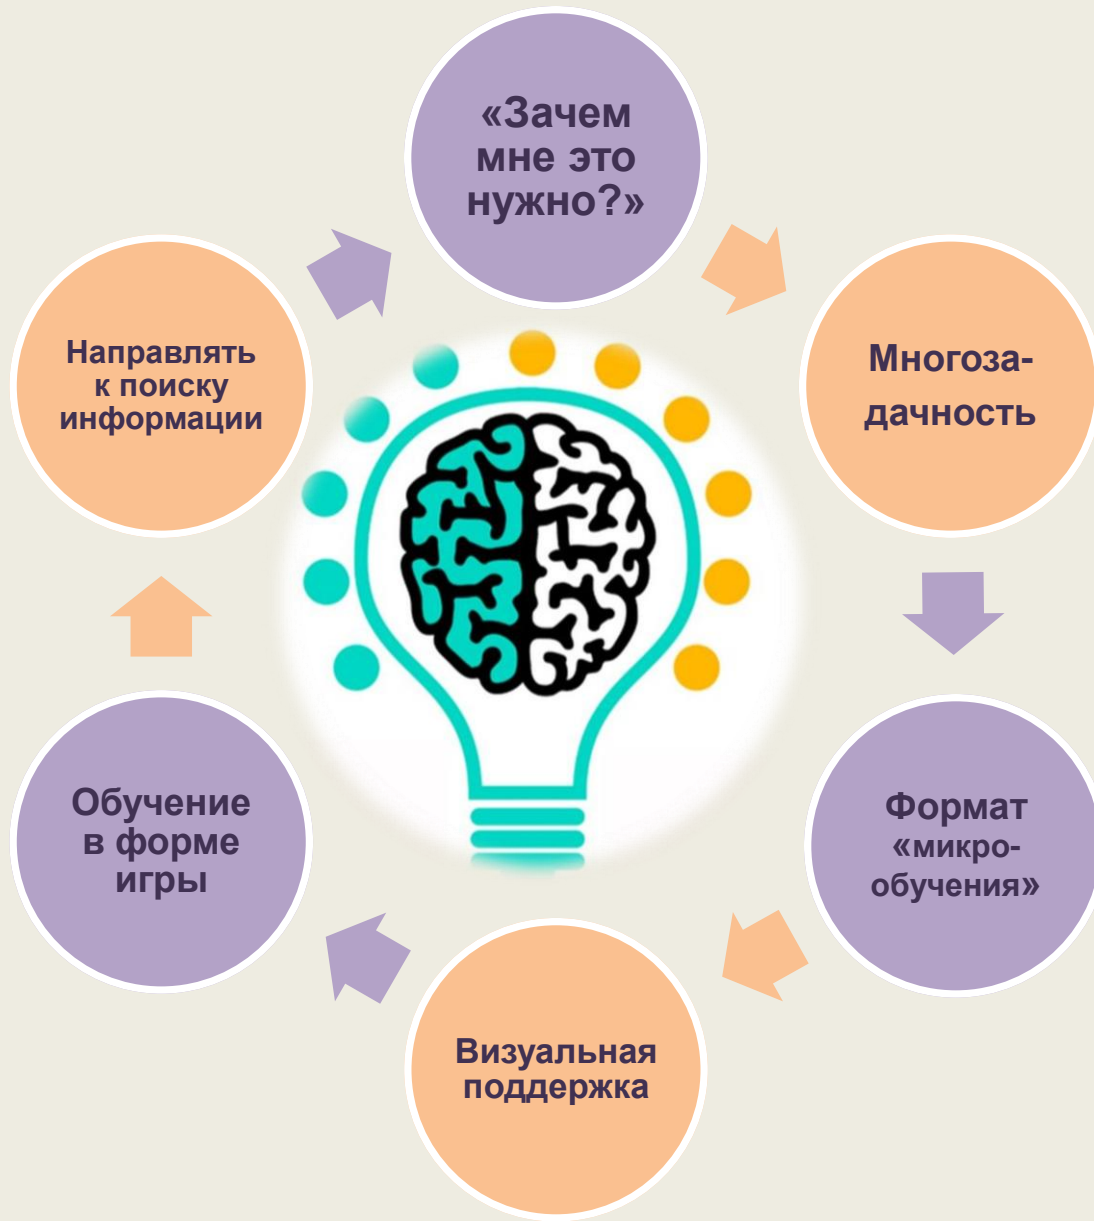 «Зачем
мне это
нужно?»
Многоза-
дачность
Формат
«микро-
обучения»
Визуальная
поддержка
Обучение
в форме
игры
Направлять
к поиску
информации